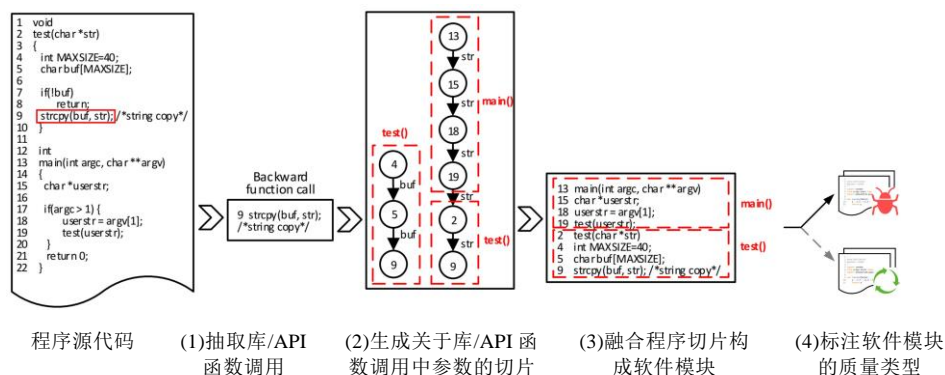 1 void
2 test(char *str)
3 {
4 int MAXSIZE=40;
5 charbuf[MAXSIZE];
6
7 if(!buf)
8 return;
9 strcpy(buf, str); /*string copy*/
10 }
11
12 int
13 main(int argc, char **argv)
14 {
15 char *userstr;
16
17 if(argc > 1) {
18 userstr = argv[1];
19 test(userstr);
20 }
21 return 0;
22 }
Backward
function call
9 strcpy(buf, str);
/*string copy*/
test()
4
buf
5
buf
9
13
str
15
str
18
str
19
str
2
str
9
main()
test()
13 main(int argc, char **argv)
15 char *userstr;
18 userstr = argv[1];
19 test(userstr);
2 test(char *str)
4 int MAXSIZE=40;
5 charbuf[MAXSIZE];
9 strcpy(buf, str); /*string copy*/
main()
test()
程序源代码
(1)抽取库/API
函数调用
(2)生成关于库/API 函
数调用中参数的切片
(3)融合程序切片构
成软件模块
(4)标注软件模块
的质量类型